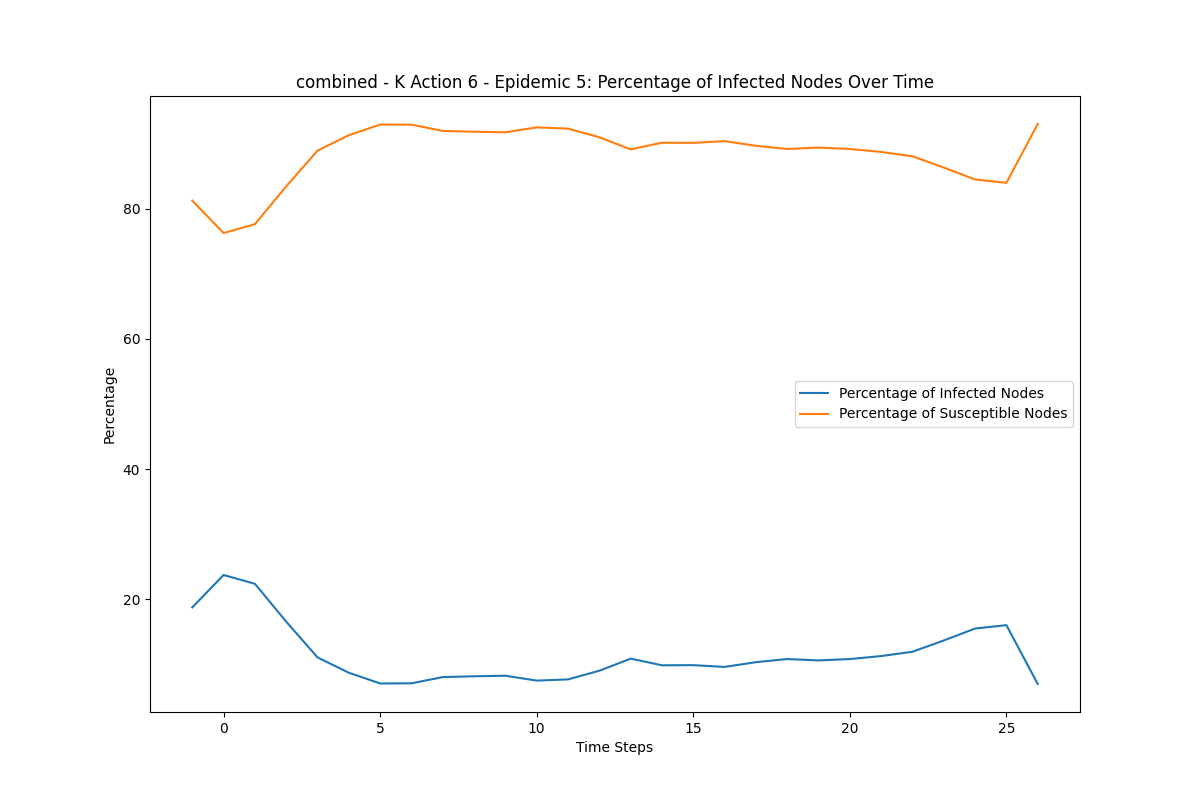 combined - K Action 6 - Epidemic 5: Percentage of Infected Nodes Over Time
80
60
40
20
Percentage
Percentage of Infected Nodes
Percentage of Susceptible Nodes
0 5 10 15 20 25
Time Steps